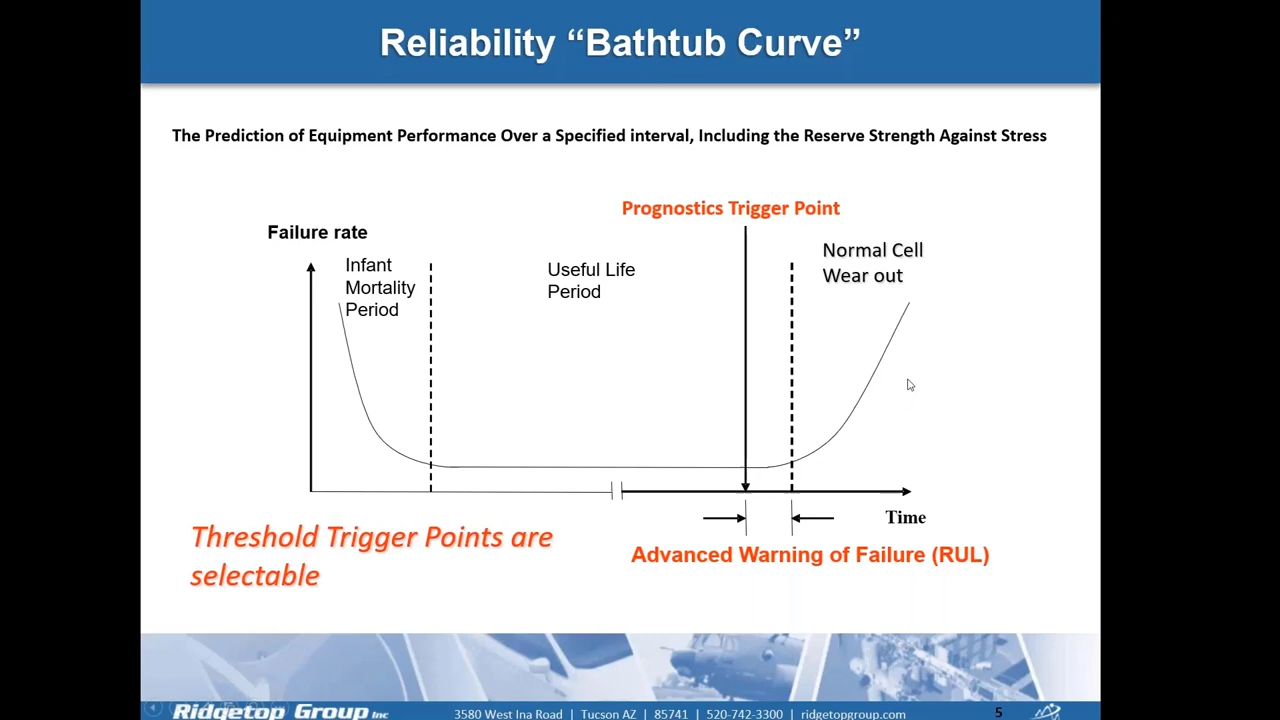 Reliability “Bathtub Curve”
The Prediction of Equipment Performance Over a Specified interval, Including the Reserve Strength Against Stress
Prognostics Trigger Point
Failure rate
Infant
Mortality
Period
Useful Life
Period
Normal Cell
Wear out
Time
Threshold Trigger Points are
selectable
Advanced Warning of Failure (RUL)
Ridgetop Group Inc
3580 West Ina Road | Tucson AZ | 85741 | 520-742-3300 | ridgetopgroup.com
5